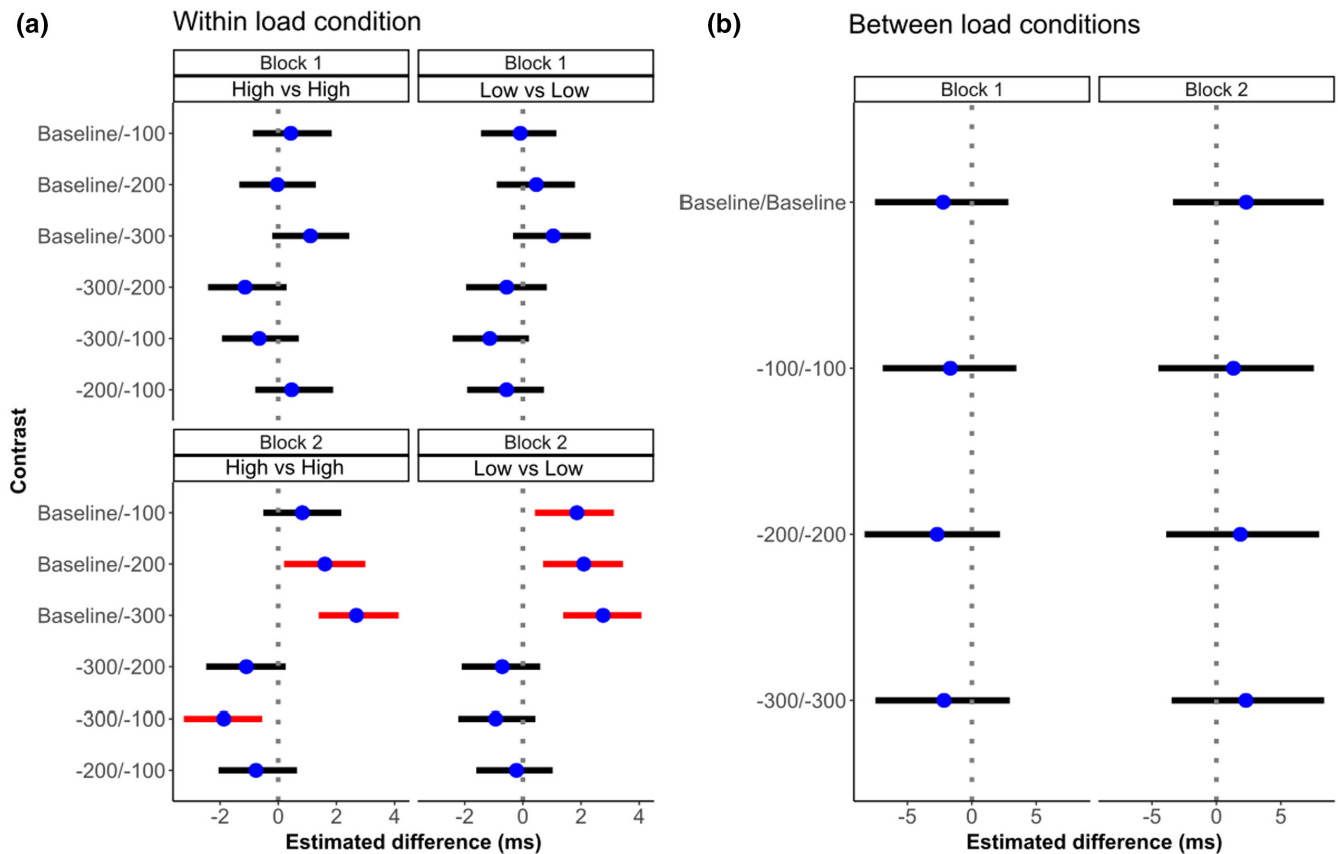 (a) Within load condition
Block 1
High vs High
Block 1
Low vs Low
Baseline/-100
Baseline/-200
Baseline/-300
-300/-200
-300/-100
-200/-100
Block 2
High vs High
Block 2
Low vs Low
Baseline/-100
Baseline/-200
Baseline/-300
-300/-200
-300/-100
-200/-100
Contrast
-2 0 2 4
-2 0 2 4
Estimated difference (ms)
(b) Between load conditions
Block 1
Block 2
Baseline/Baseline
-100/-100
-200/-200
-300/-300
-5 0 5
-5 0 5
Estimated difference (ms)